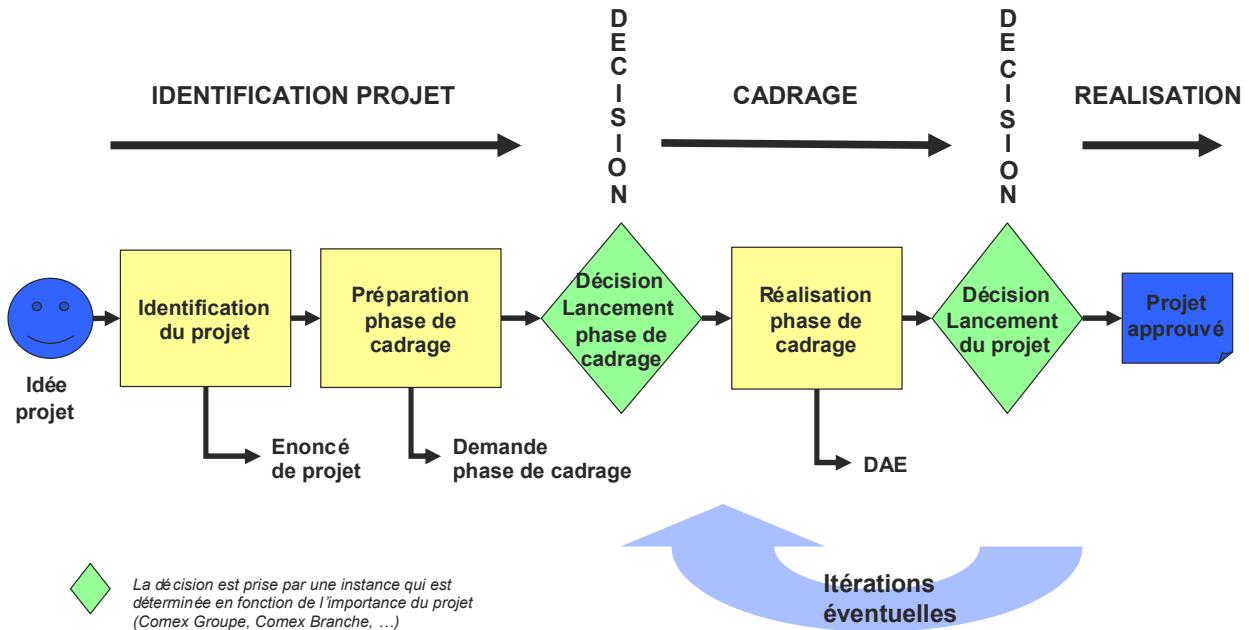 DECISION
DECISION
IDENTIFICATION PROJET
CADRAGE
REALISATION
Idée
projet
Identification
du projet
Préparation
phase de
cadrage
Décision
Lancement
phase de
cadrage
Réalisation
phase de
cadrage
Décision
Lancement
du projet
Projet
approuvé
Enoncé
de projet
Demande
phase de cadrage
DAE
Itérations
éventuelles
La décision est prise par une instance qui est
déterminée en fonction de l'importance du projet
(Comex Groupe, Comex Branche, …)